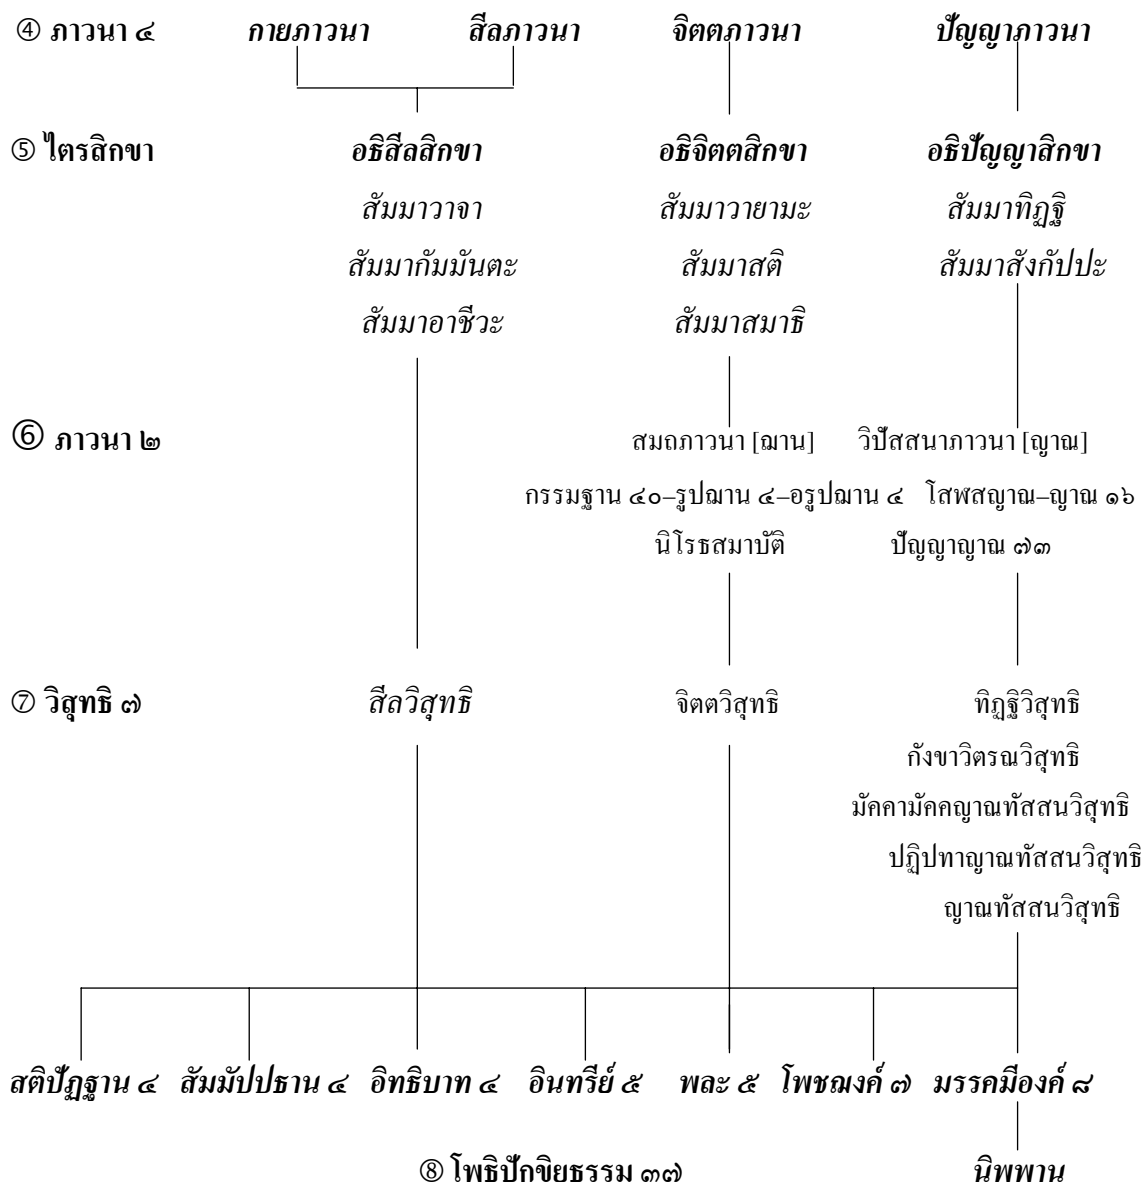 ④ ภาวนา ๔ กายภาวนา สีลภาวนา จิตตภาวนา ปัญญาภาวนา
⑤ ไตรสิกขา อธิสีลสิกขา อธิจิตตสิกขา อธิปัญญาสิกขา
สัมมาวาจา สัมมาวายามะ สัมมาทิฏฐิ
สัมมากัมมันตะ สัมมาสติ สัมมาสังกัปปะ
สัมมาอาชีวะ สัมมาสมาธิ
⑥ ภาวนา ๒ สมถภาวนา [ฌาน] วิปัสสนาภาวนา [ญาณ]
กรรมฐาน ๔๐–รูปฌาน ๔–อรูปฌาน ๔ โสฬสญาณ–ญาณ ๑๖
นิโรธสมาบัติ ปัญญาญาณ ๗๓
⑦ วิสุทธิ ๗ สีลวิสุทธิ จิตตวิสุทธิ ทิฏฐิวิสุทธิ
กังขาวิตรณวิสุทธิ
มัคคามัคคญาณทัสสนวิสุทธิ
ปฏิปทาญาณทัสสนวิสุทธิ
ญาณทัสสนวิสุทธิ
สติปัฏฐาน ๔ สัมมัปปธาน ๔ อิทธิบาท ๔ อินทรีย์ ๕ พละ ๕ โพชฌงค์ ๗ มรรคมีองค์ ๘
⑧ โพธิปักขิยธรรม ๓๗ นิพพาน